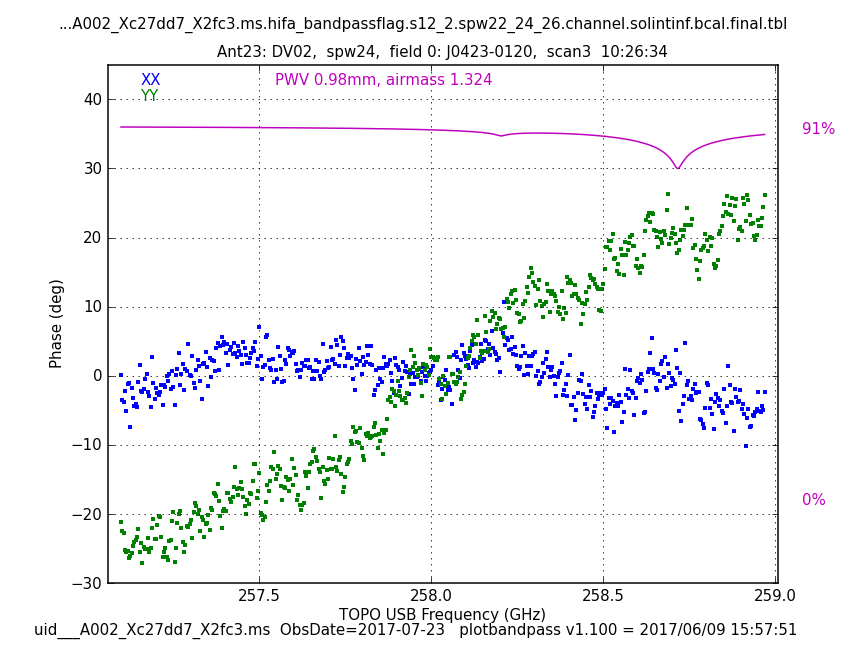 ...A002_Xc27dd7_X2fc3.ms.hifa_bandpassflag.s12_2.spw22_24_26.channel.solintinf.bcal.final.tbl
Ant23: DV02, spw24, field 0: J0423-0120, scan3 10:26:34
XX
PWV 0.98mm, airmass 1.324
YY
40
91%
30
20
10
0
−10
−20
0%
−30
Phase (deg)
257.5 258.0 258.5 259.0
TOPO USB Frequency (GHz)
uid___A002_Xc27dd7_X2fc3.ms ObsDate=2017-07-23 plotbandpass v1.100 = 2017/06/09 15:57:51